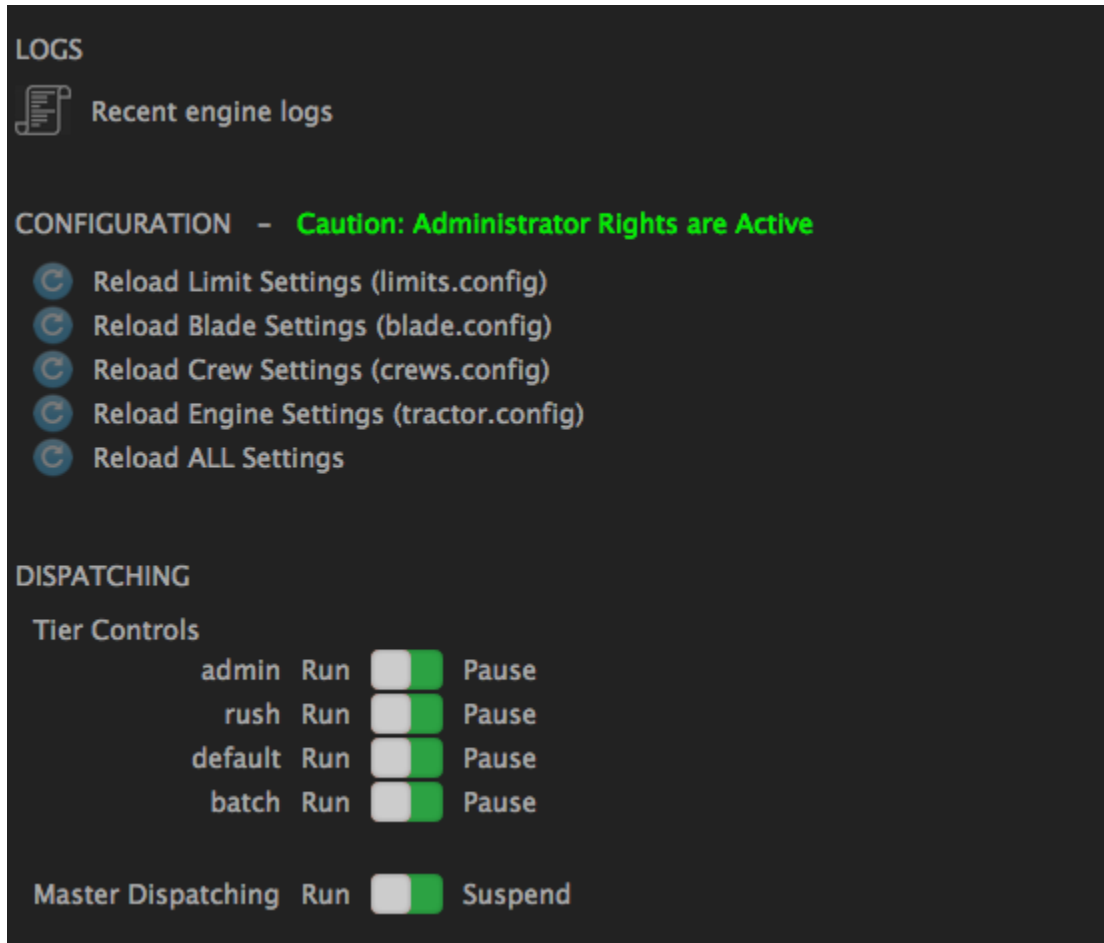 LOGS
Recent engine logs
CONFIGURATION – Caution: Administrator Rights are Active
Reload Limit Settings (limits.config)
Reload Blade Settings (blade.config)
Reload Crew Settings (crews.config)
Reload Engine Settings (tractor.config)
Reload ALL Settings
DISPATCHING
Tier Controls
admin Run Pause
rush Run Pause
default Run Pause
batch Run Pause
Master Dispatching Run Suspend